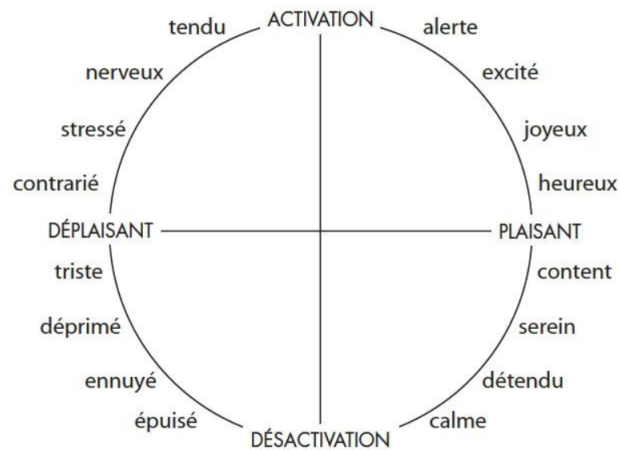 ACTIVATION
tendu
alerte
nerveux
excité
stressé
joyeux
contrarié
heureux
DÉPLAISANT
PLAISANT
triste
content
déprimé
serein
ennuyé
détendu
épuisé
calme
DÉSACTIVATION